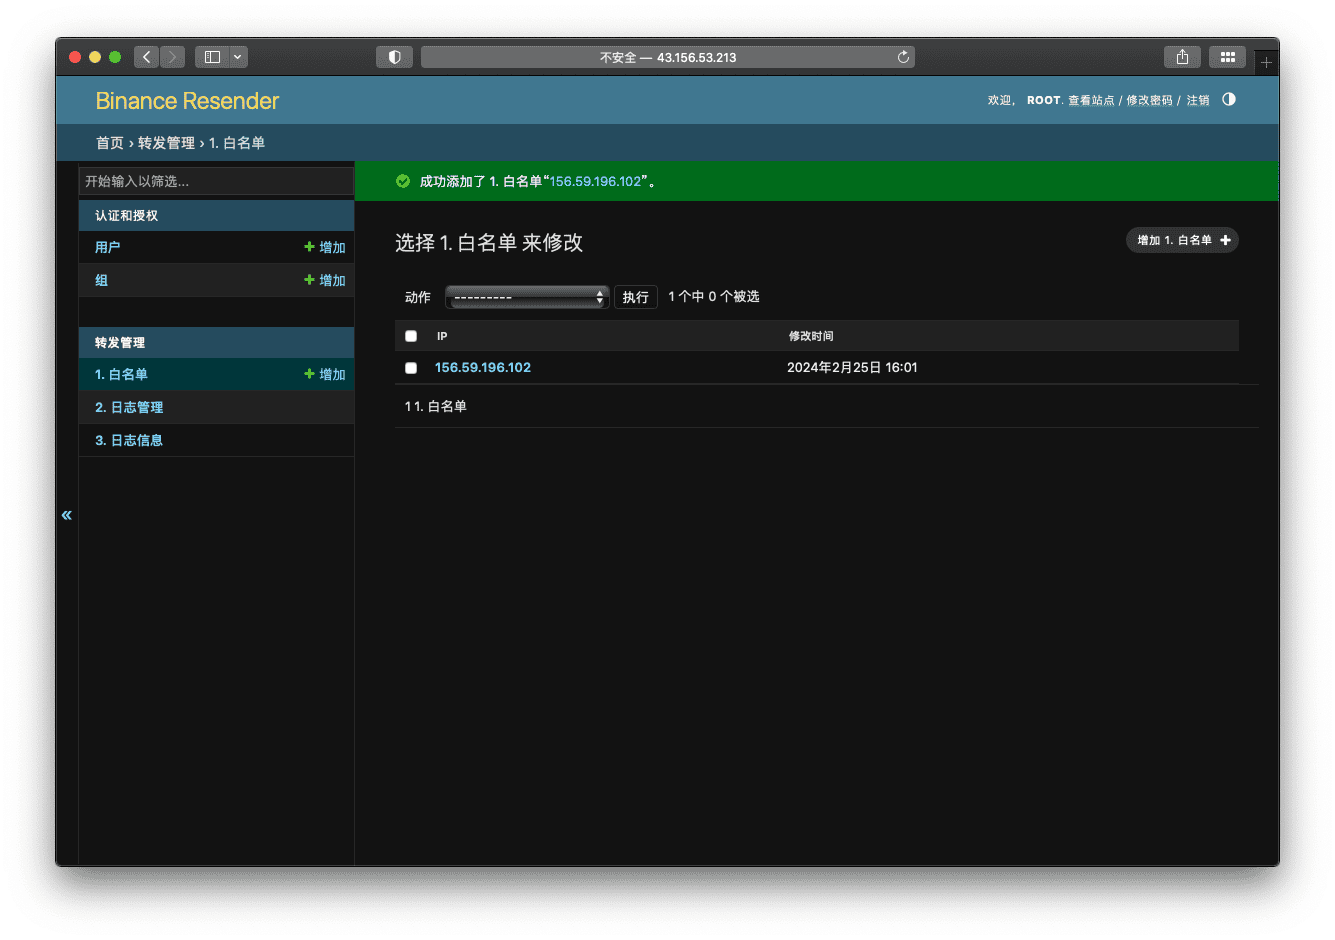 不安全 — 43.156.53.213
Binance Resender
欢迎， ROOT. 查看站点 / 修改密码 / 注销
首页 › 转发管理 › 1. 白名单
开始输入以筛选...
成功添加了 1. 白名单“156.59.196.102”。
认证和授权
用户 增加
组 增加
转发管理
1. 白名单 增加
2. 日志管理
3. 日志信息
«
选择 1. 白名单 来修改
增加 1. 白名单
动作 --------- 执行 1 个中 0 个被选
IP 修改时间
156.59.196.102 2024年2月25日 16:01
1 1. 白名单